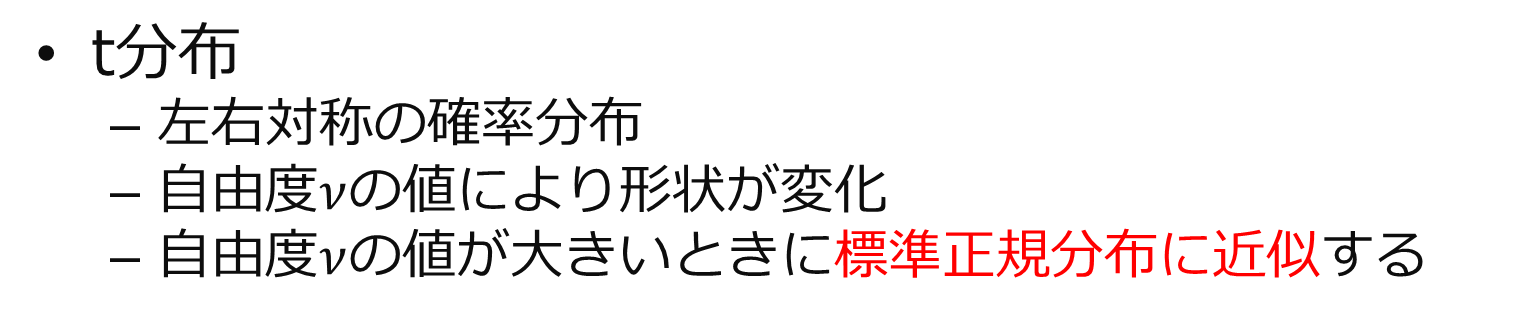 • t分布
– 左右対称の確率分布
– 自由度νの値により形状が変化
– 自由度νの値が大きいときに標準正規分布に近似する